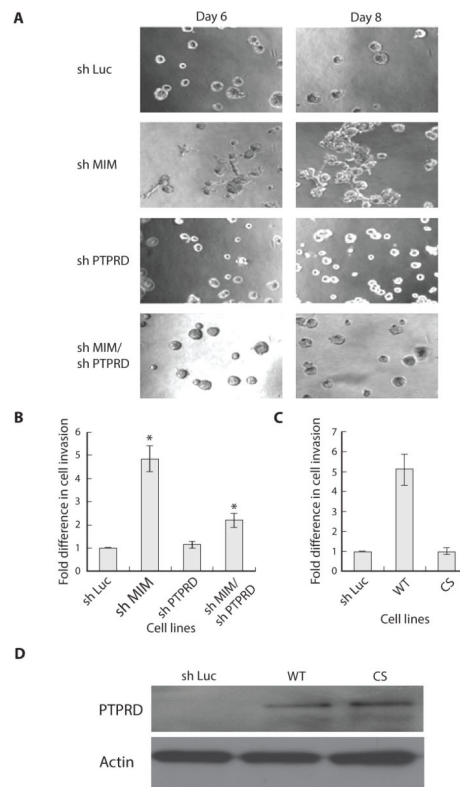 A
Day 6
Day 8
sh Luc
sh MIM
sh PTPRD
sh MIM/
sh PTPRD
B
Fold difference in cell invasion
6
5
4
3
2
1
0
*
*
sh Luc
sh MIM
sh PTPRD
sh MIM/
sh PTPRD
Cell lines
C
Fold difference in cell invasion
7
6
5
4
3
2
1
0
sh Luc
WT
CS
Cell lines
D
sh Luc
WT
CS
PTPRD
Actin